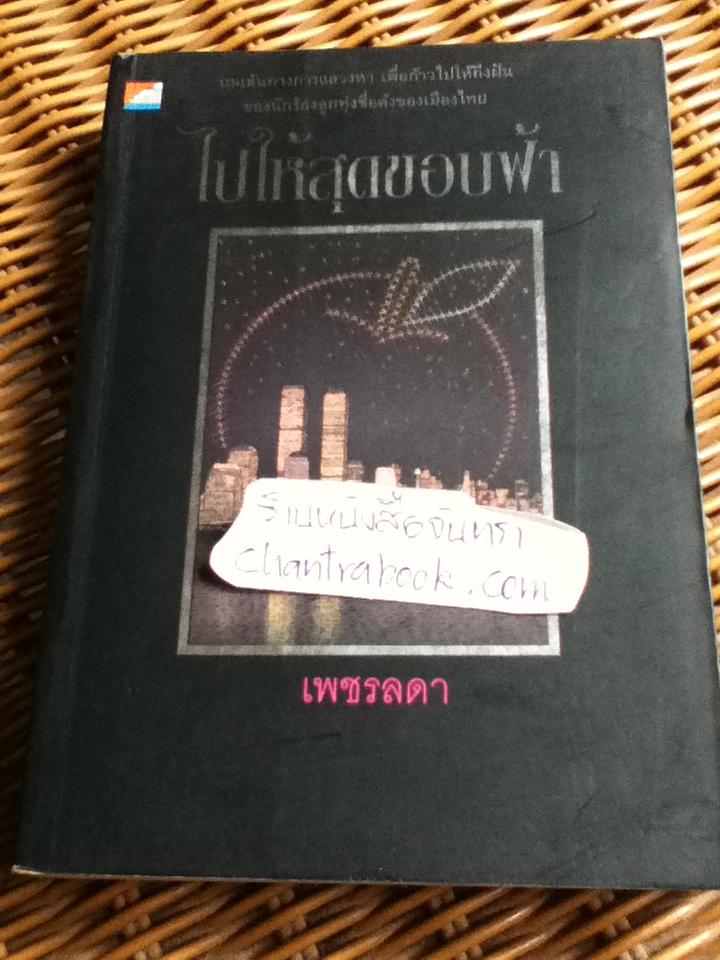 บนเส้นทางการแสวงหา เพื่อก้าวไปให้ถึงฝัน
ของนักร้องลูกทุ่งชื่อดังของเมืองไทย
ไปให้สุดขอบฟ้า
ร้านหนังสือจันทรา
chantrabook.com
เพชรลดา